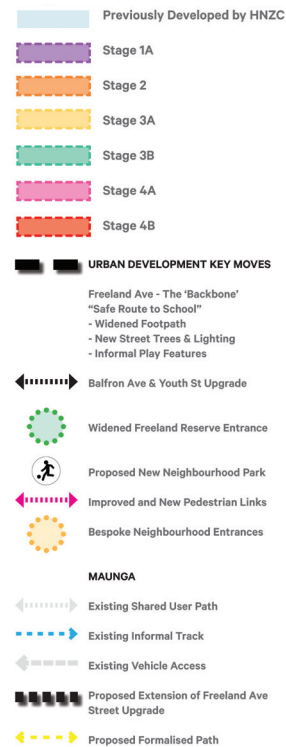 Previously Developed by HNZC
Stage 1A
Stage 2
Stage 3A
Stage 3B
Stage 4A
Stage 4B
URBAN DEVELOPMENT KEY MOVES
Freeland Ave - The ‘Backbone’
“Safe Route to School”
- Widened Footpath
- New Street Trees & Lighting
- Informal Play Features
Balfron Ave & Youth St Upgrade
Widened Freeland Reserve Entrance
Proposed New Neighbourhood Park
Improved and New Pedestrian Links
Bespoke Neighbourhood Entrances
MAUNGA
Existing Shared User Path
Existing Informal Track
Existing Vehicle Access
Proposed Extension of Freeland Ave
Street Upgrade
Proposed Formalised Path